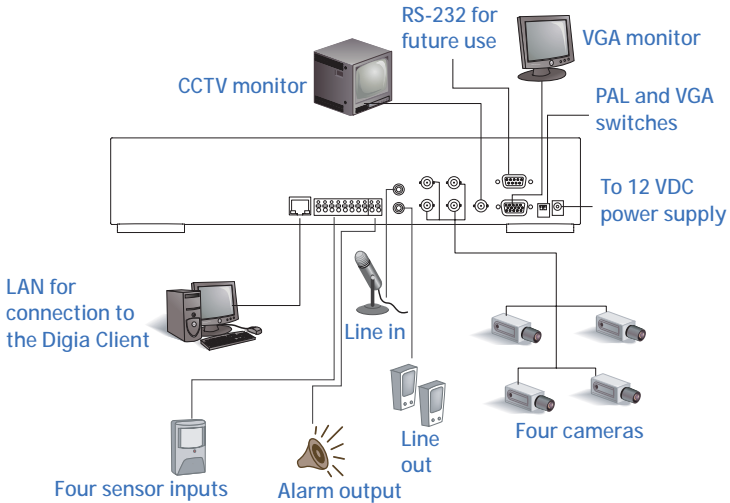 RS-232 for
future use
VGA monitor
CCTV monitor
PAL and VGA
switches
To 12 VDC
power supply
LAN for
connection to
the Digia Client
Line in
Line
out
Four cameras
Four sensor inputs
Alarm output